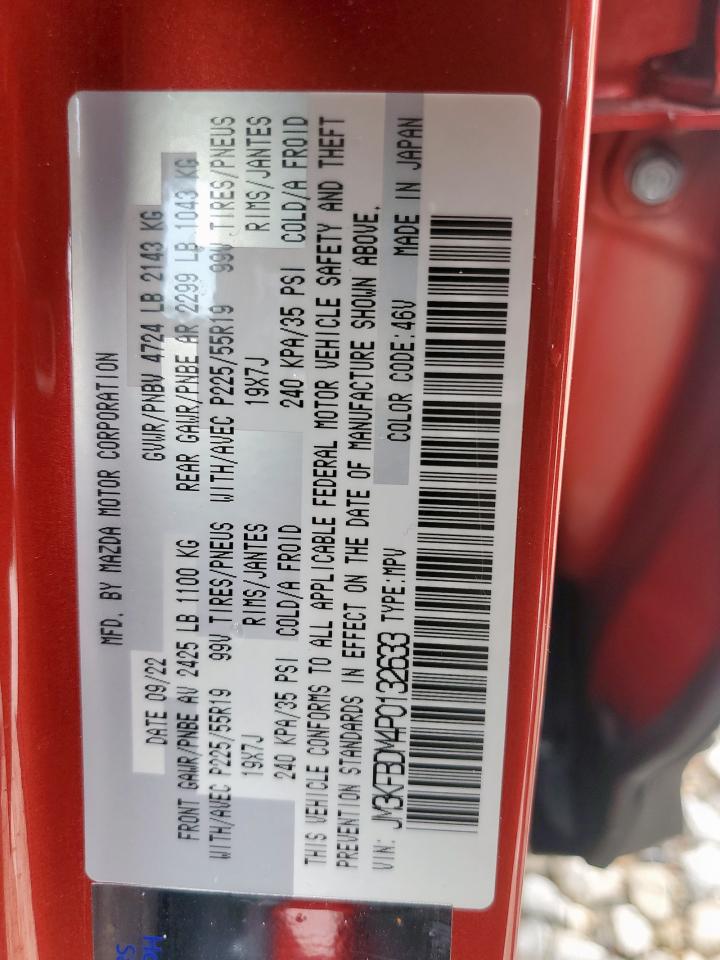 MFD. BY MAZDA MOTOR CORPORATION
DATE 09/22 GVWR/PNBV 4724 LB 2143 KG
FRONT GAWR/PNBE AV 2425 LB 1100 KG REAR GAWR/PNBE AR 2299 LB 1043 KG
WITH/AVEC P225/55R19 99V TIRES/PNEUS WITH/AVEC P225/55R19 99V TIRES/PNEUS
19X7J RIMS/JANTES 19X7J RIMS/JANTES
240 KPA/35 PSI COLD/A FROID 240 KPA/35 PSI COLD/A FROID
THIS VEHICLE CONFORMS TO ALL APPLICABLE FEDERAL MOTOR VEHICLE SAFETY AND THEFT
PREVENTION STANDARDS IN EFFECT ON THE DATE OF MANUFACTURE SHOWN ABOVE.
VIN: JM3KFBDM4P0132633 TYPE:MPV COLOR CODE:46V MADE IN JAPAN